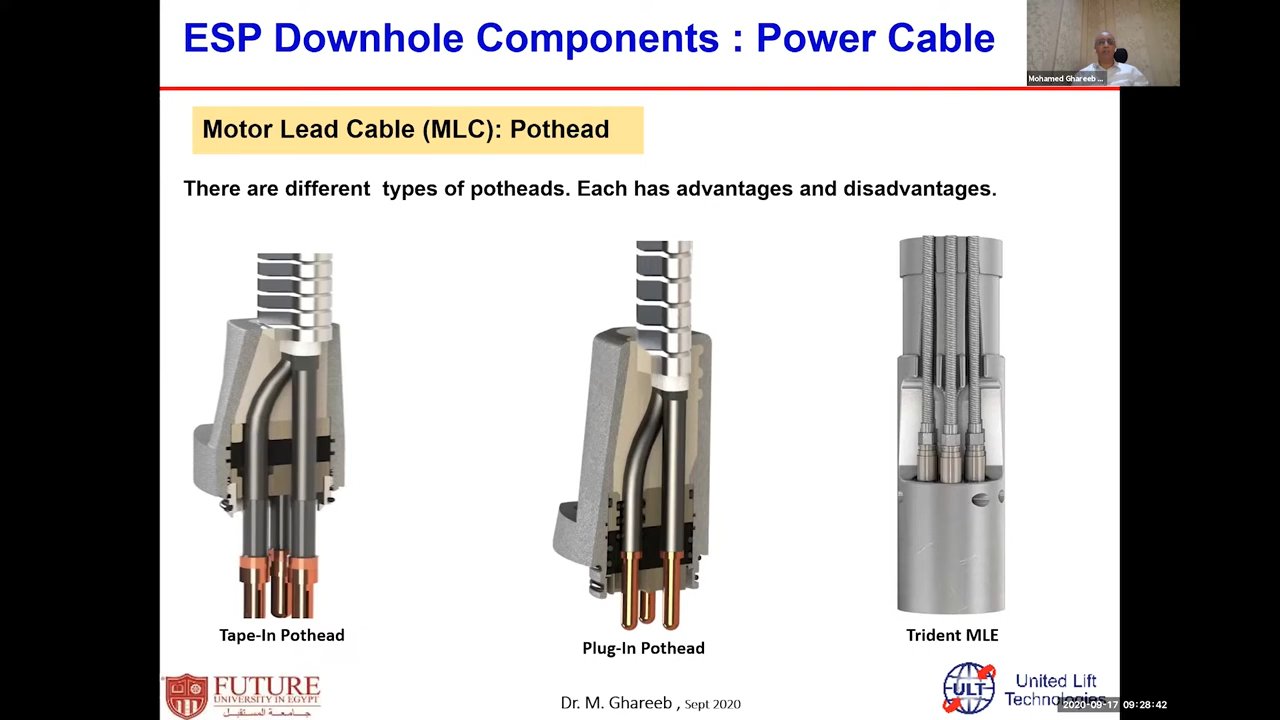 ESP Downhole Components : Power Cable
Mohamed Ghareeb ...
Motor Lead Cable (MLC): Pothead
There are different types of potheads. Each has advantages and disadvantages.
Tape-In Pothead
Plug-In Pothead
Trident MLE
FUTURE
UNIVERSITY IN EGYPT
جامعة المستقبل
Dr. M. Ghareeb , Sept 2020
ULT
United Lift
Technologies
2020-09-17 09:28:42